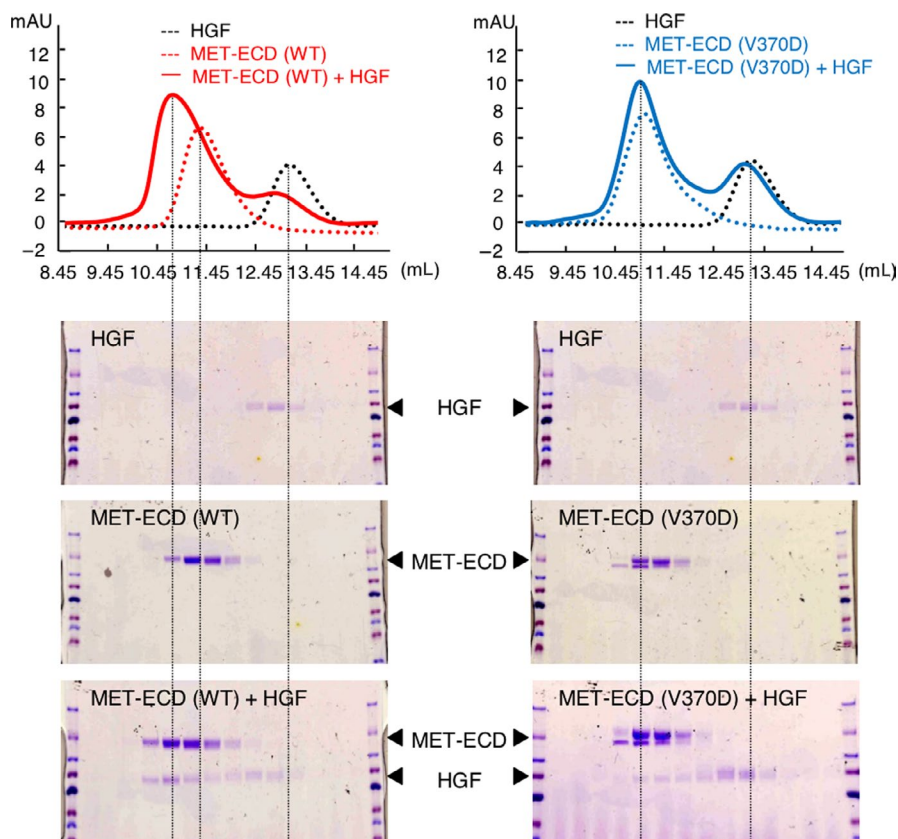 mAU
HGF
MET-ECD (WT)
MET-ECD (WT) + HGF
12
10
8
6
4
2
0
−2
8.45 9.45 10.45 11.45 12.45 13.45 14.45 (mL)
mAU
HGF
MET-ECD (V370D)
MET-ECD (V370D) + HGF
12
10
8
6
4
2
0
−2
8.45 9.45 10.45 11.45 12.45 13.45 14.45 (mL)
HGF
HGF
HGF
MET-ECD (WT)
MET-ECD
MET-ECD (V370D)
MET-ECD (WT) + HGF
MET-ECD
HGF
MET-ECD (V370D) + HGF